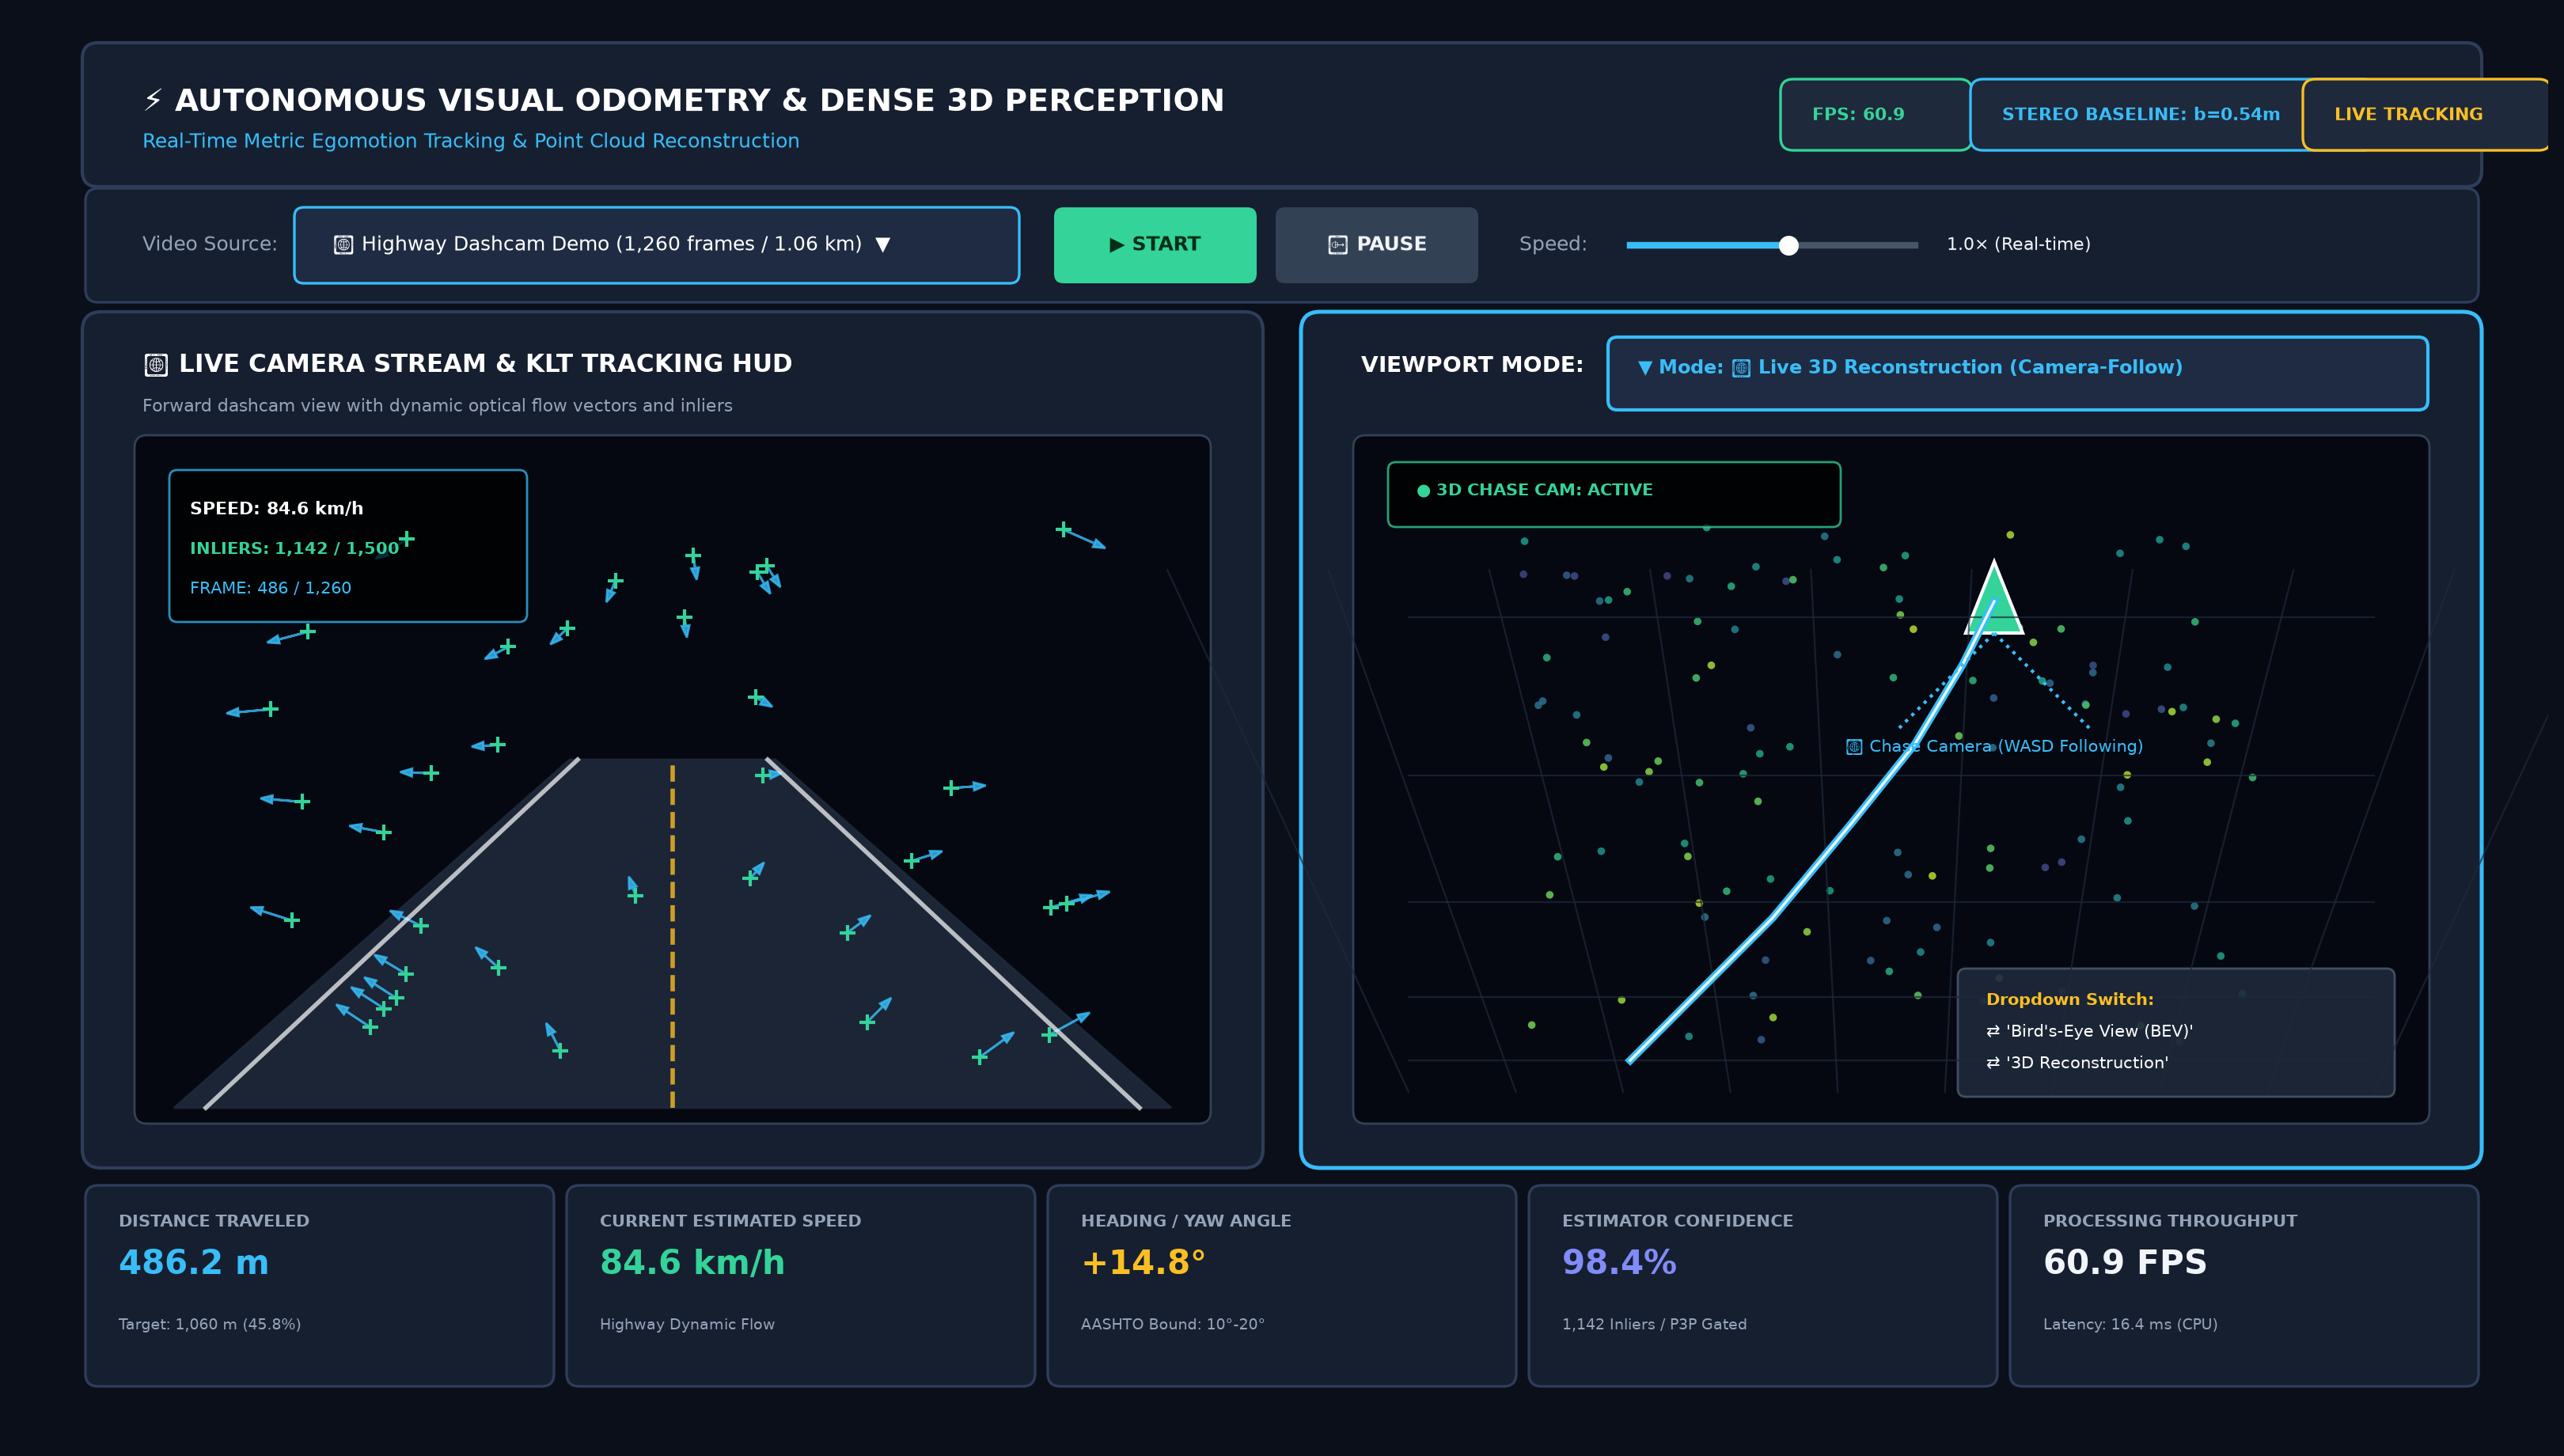 ⚡ AUTONOMOUS VISUAL ODOMETRY & DENSE 3D PERCEPTION
Real-Time Metric Egomotion Tracking & Point Cloud Reconstruction
FPS: 60.9
STEREO BASELINE: b=0.54m
LIVE TRACKING
Video Source:
Highway Dashcam Demo (1,260 frames / 1.06 km) ▼
▶ START
PAUSE
Speed:
1.0× (Real-time)
LIVE CAMERA STREAM & KLT TRACKING HUD
Forward dashcam view with dynamic optical flow vectors and inliers
SPEED: 84.6 km/h
INLIERS: 1,142 / 1,500
FRAME: 486 / 1,260
VIEWPORT MODE:
▼ Mode: Live 3D Reconstruction (Camera-Follow)
● 3D CHASE CAM: ACTIVE
Chase Camera (WASD Following)
Dropdown Switch:
⇄ 'Bird's-Eye View (BEV)'
⇄ '3D Reconstruction'
DISTANCE TRAVELED
486.2 m
Target: 1,060 m (45.8%)
CURRENT ESTIMATED SPEED
84.6 km/h
Highway Dynamic Flow
HEADING / YAW ANGLE
+14.8°
AASHTO Bound: 10°-20°
ESTIMATOR CONFIDENCE
98.4%
1,142 Inliers / P3P Gated
PROCESSING THROUGHPUT
60.9 FPS
Latency: 16.4 ms (CPU)